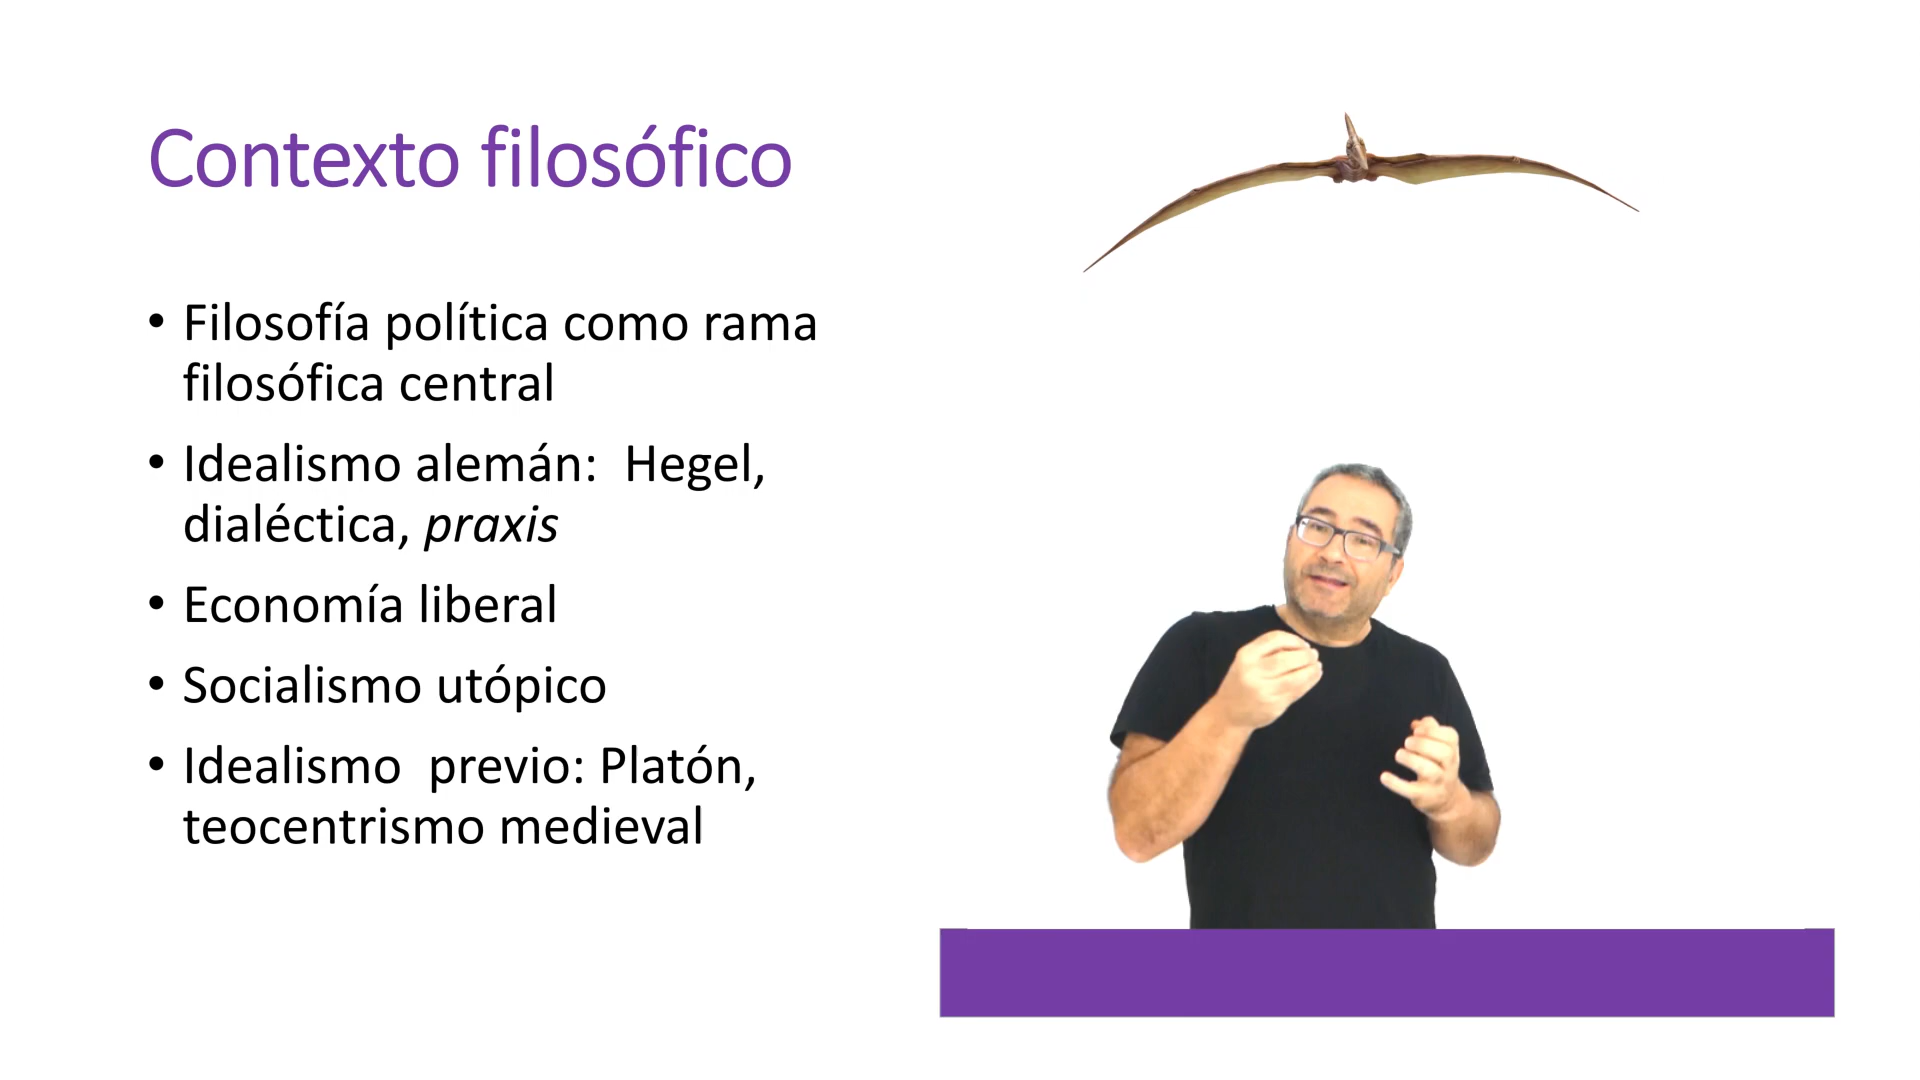 Contexto filosófico
• Filosofía política como rama
filosófica central
• Idealismo alemán:  Hegel,
dialéctica, praxis
• Economía liberal
• Socialismo utópico
• Idealismo  previo: Platón,
teocentrismo medieval